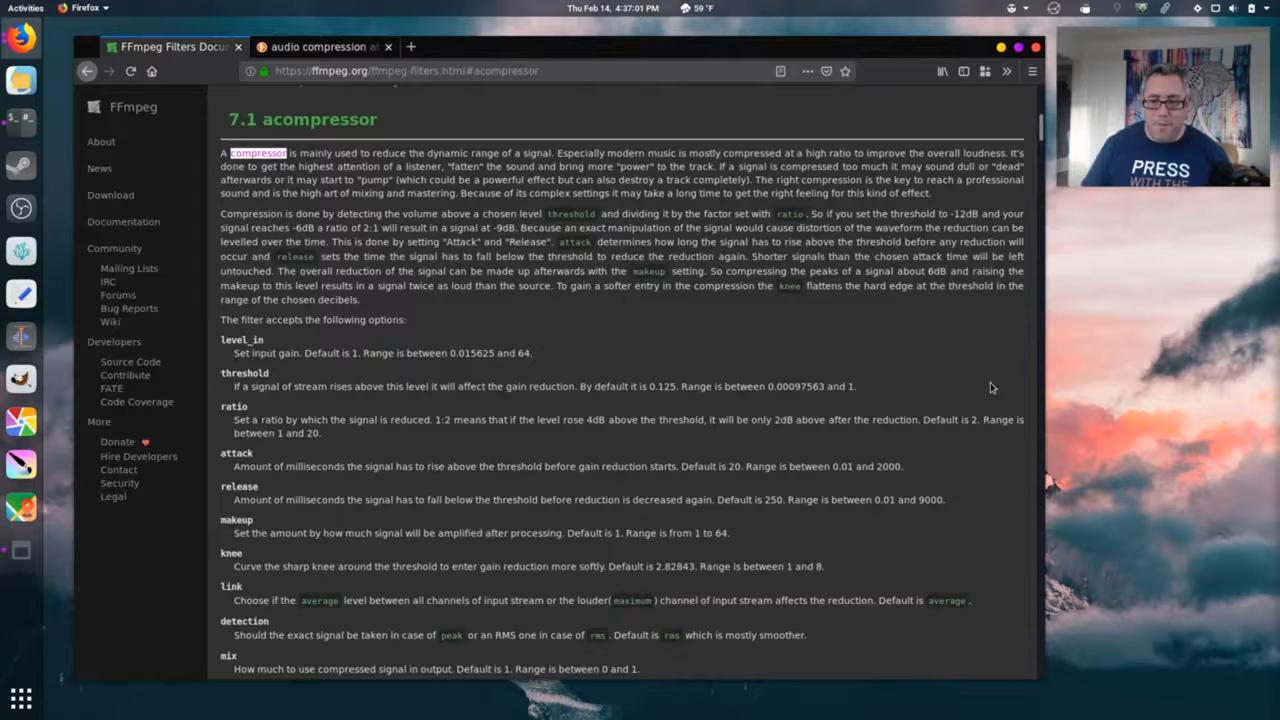 Activities
Firefox
Thu Feb 14, 4:37:01 PM
59 °F
FFmpeg Filters Docu
audio compression at
https://ffmpeg.org/ffmpeg-filters.html#acompressor
FFmpeg
About
News
Download
Documentation
Community
Mailing Lists
IRC
Forums
Bug Reports
Wiki
Developers
Source Code
Contribute
FATE
Code Coverage
More
Donate
Hire Developers
Contact
Security
Legal
7.1 acompressor
A compressor is mainly used to reduce the dynamic range of a signal. Especially modern music is mostly compressed at a high ratio to improve the overall loudness. It's
done to get the highest attention of a listener, "fatten" the sound and bring more "power" to the track. If a signal is compressed too much it may sound dull or "dead"
afterwards or it may start to "pump" (which could be a powerful effect but can also destroy a track completely). The right compression is the key to reach a professional
sound and is the high art of mixing and mastering. Because of its complex settings it may take a long time to get the right feeling for this kind of effect.
Compression is done by detecting the volume above a chosen level threshold and dividing it by the factor set with ratio. So if you set the threshold to -12dB and your
signal reaches -6dB a ratio of 2:1 will result in a signal at -9dB. Because an exact manipulation of the signal would cause distortion of the waveform the reduction can be
levelled over the time. This is done by setting "Attack" and "Release". attack determines how long the signal has to rise above the threshold before any reduction will
occur and release sets the time the signal has to fall below the threshold to reduce the reduction again. Shorter signals than the chosen attack time will be left
untouched. The overall reduction of the signal can be made up afterwards with the makeup setting. So compressing the peaks of a signal about 6dB and raising the
makeup to this level results in a signal twice as loud than the source. To gain a softer entry in the compression the knee flattens the hard edge at the threshold in the
range of the chosen decibels.
The filter accepts the following options:
level_in
Set input gain. Default is 1. Range is between 0.015625 and 64.
threshold
If a signal of stream rises above this level it will affect the gain reduction. By default it is 0.125. Range is between 0.00097563 and 1.
ratio
Set a ratio by which the signal is reduced. 1:2 means that if the level rose 4dB above the threshold, it will be only 2dB above after the reduction. Default is 2. Range is
between 1 and 20.
attack
Amount of milliseconds the signal has to rise above the threshold before gain reduction starts. Default is 20. Range is between 0.01 and 2000.
release
Amount of milliseconds the signal has to fall below the threshold before reduction is decreased again. Default is 250. Range is between 0.01 and 9000.
makeup
Set the amount by how much signal will be amplified after processing. Default is 1. Range is from 1 to 64.
knee
Curve the sharp knee around the threshold to enter gain reduction more softly. Default is 2.82843. Range is between 1 and 8.
link
Choose if the average level between all channels of input stream or the louder(maximum) channel of input stream affects the reduction. Default is average.
detection
Should the exact signal be taken in case of peak or an RMS one in case of rms. Default is rms which is mostly smoother.
mix
How much to use compressed signal in output. Default is 1. Range is between 0 and 1.
PRESS
WITH THE